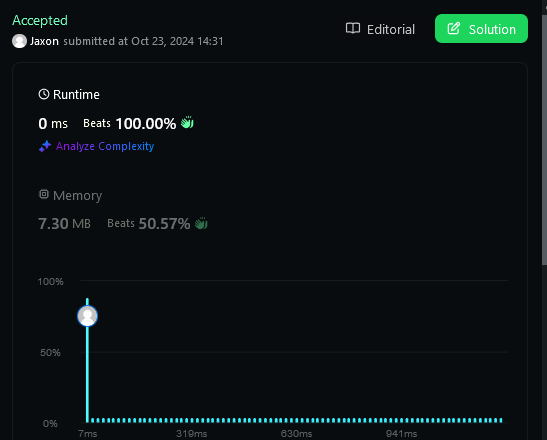 Accepted
Jaxon submitted at Oct 23, 2024 14:31
Editorial
Solution
Runtime
0 ms Beats 100.00%
Analyze Complexity
Memory
7.30 MB Beats 50.57%
100%
50%
0%
7ms 319ms 630ms 941ms